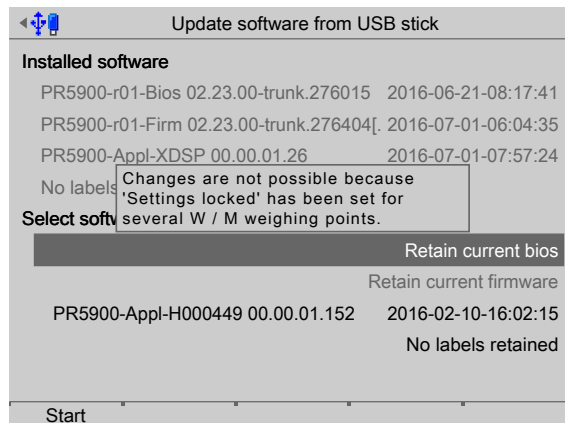 Update software from USB stick
Installed software
PR5900-r01-Bios 02.23.00-trunk.276015 2016-06-21-08:17:41
PR5900-r01-Firm 02.23.00-trunk.276404[. 2016-07-01-06:04:35
PR5900-Appl-XDSP 00.00.01.26 2016-07-01-07:57:24
No labels
Changes are not possible because
'Settings locked' has been set for
several W / M weighing points.
Select softw
Retain current bios
Retain current firmware
PR5900-Appl-H000449 00.00.01.152 2016-02-10-16:02:15
No labels retained
Start